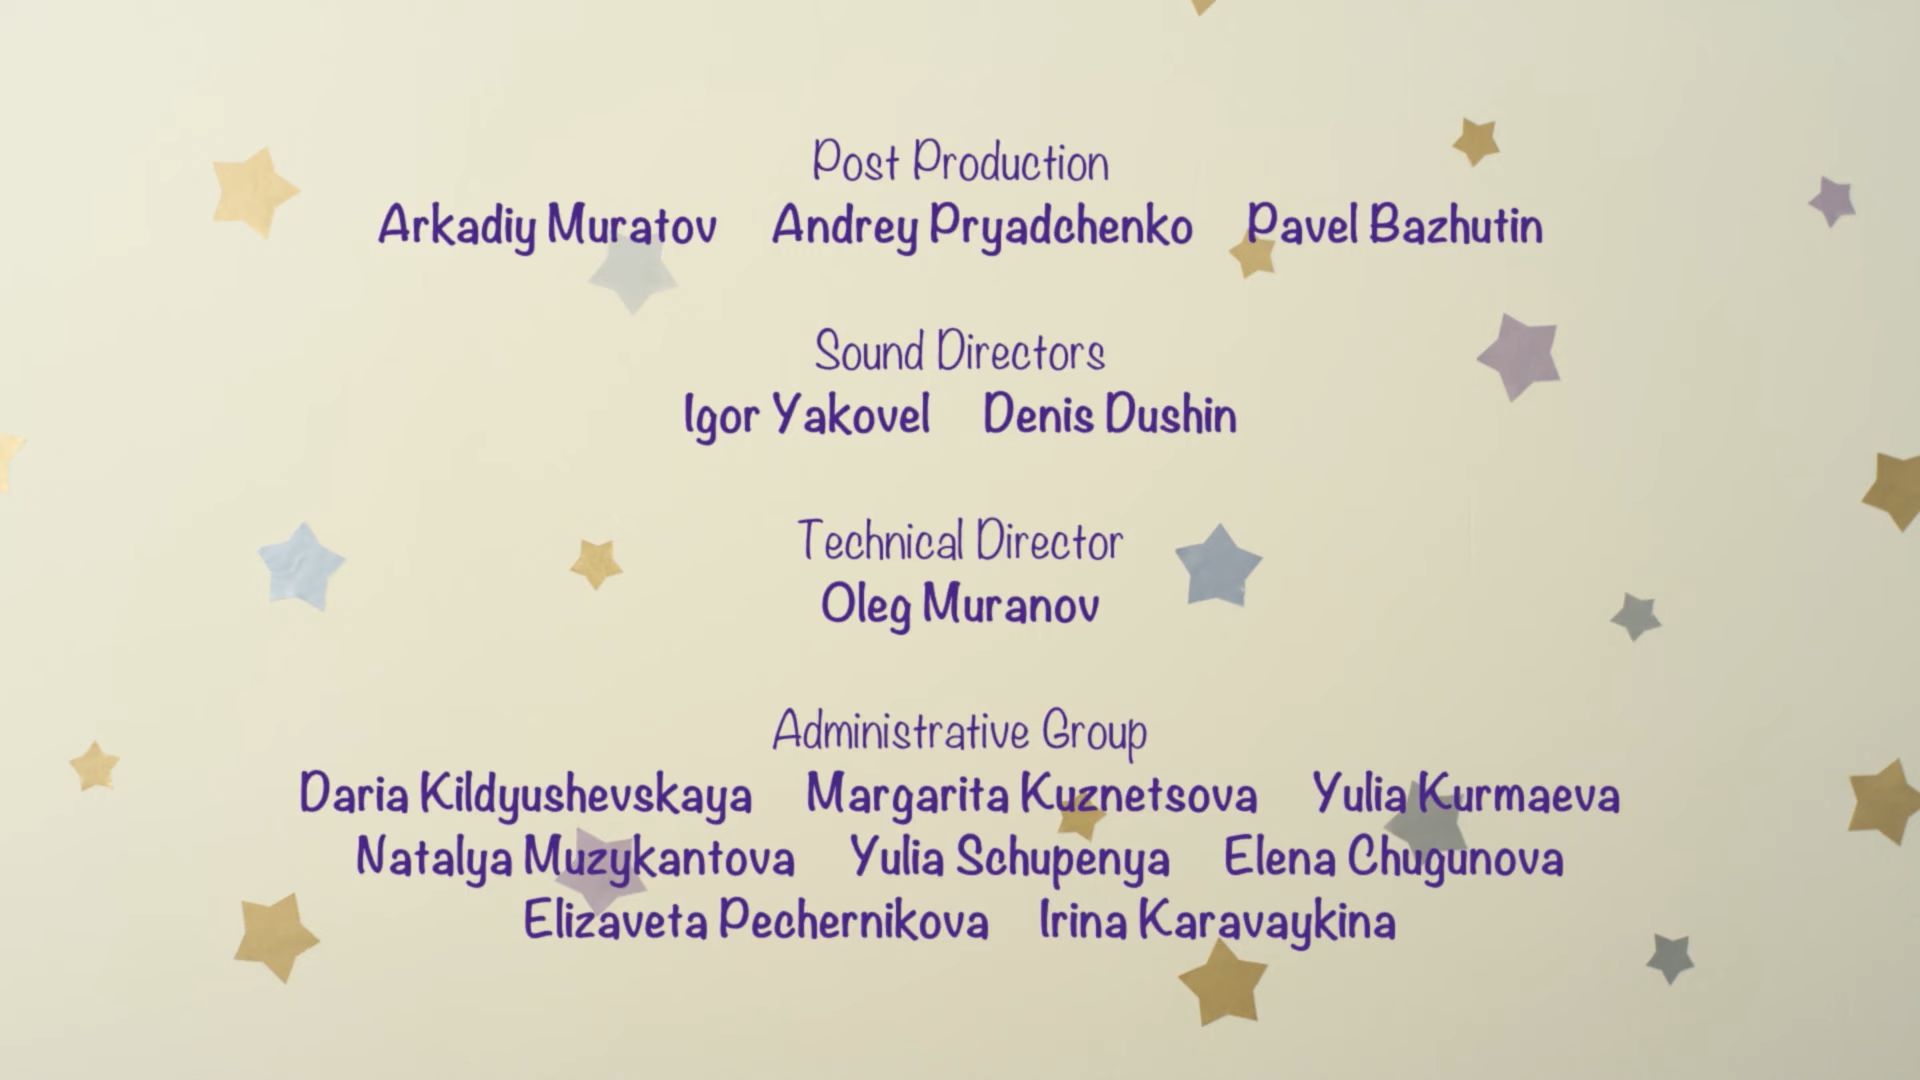 Post Production
Arkadiy Muratov Andrey Pryadchenko Pavel Bazhutin
Sound Directors
Igor Yakovel Denis Dushin
Technical Director
Oleg Muranov
Administrative Group
Daria Kildyushevskaya Margarita Kuznetsova Yulia Kurmaeva
Natalya Muzykantova Yulia Schupenya Elena Chugunova
Elizaveta Pechernikova Irina Karavaykina